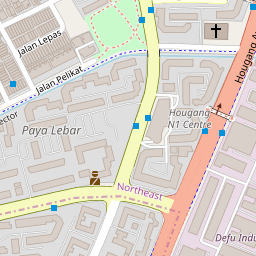 Jalan Lepas
Jalan Pelikat
Hougang A
ector
Hougang
N1 Centre
Paya Lebar
Northeast
Defu Indu